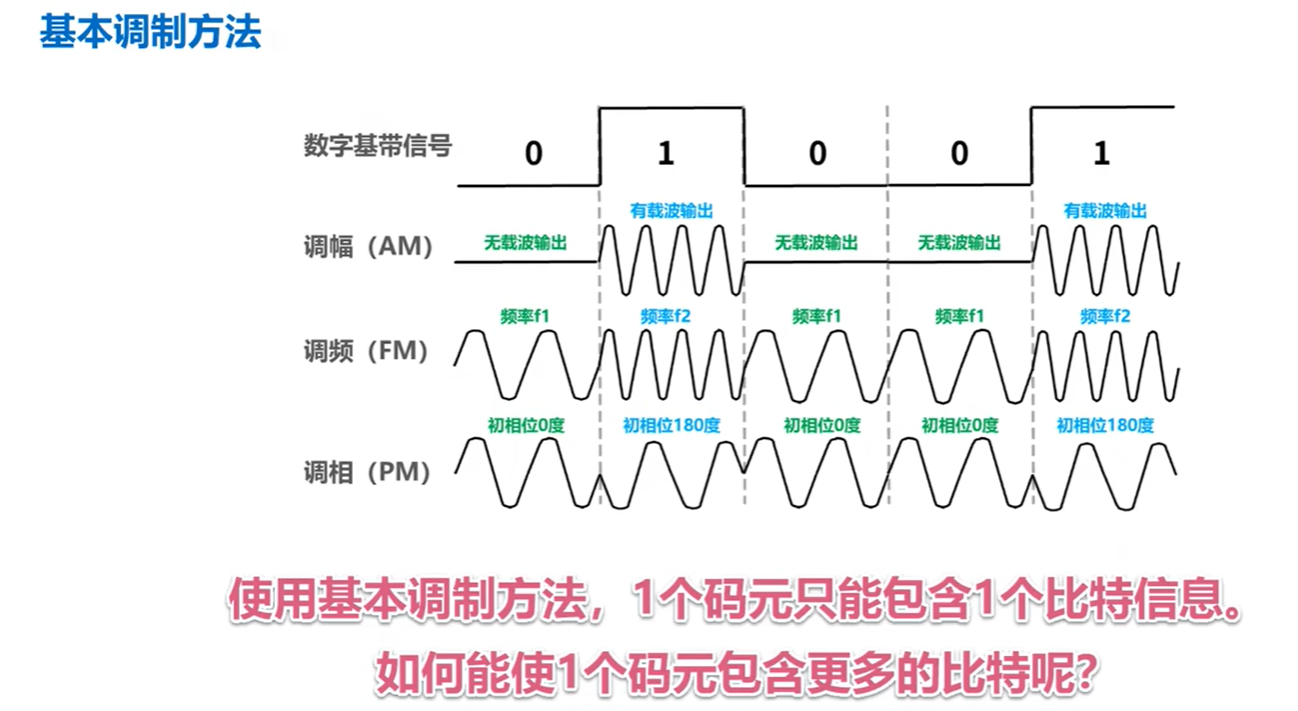 基本调制方法
数字基带信号 0 1 0 0 1
有载波输出 有载波输出
调幅（AM） 无载波输出 无载波输出 无载波输出
频率f1 频率f2 频率f1 频率f1 频率f2
调频（FM）
初相位0度 初相位180度 初相位0度 初相位0度 初相位180度
调相（PM）
使用基本调制方法，1个码元只能包含1个比特信息。
如何能使1个码元包含更多的比特呢？